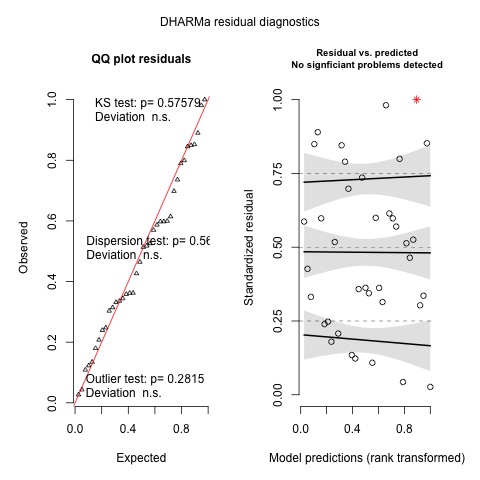 DHARMa residual diagnostics
QQ plot residuals
KS test: p= 0.57579
Deviation n.s.
Dispersion test: p= 0.56
Deviation n.s.
Outlier test: p= 0.2815
Deviation n.s.
Observed
0.0
0.2
0.4
0.6
0.8
1.0
0.0
0.4
0.8
Expected
Residual vs. predicted
No signficiant problems detected
Standardized residual
0.00
0.25
0.50
0.75
1.00
0.0
0.4
0.8
Model predictions (rank transformed)